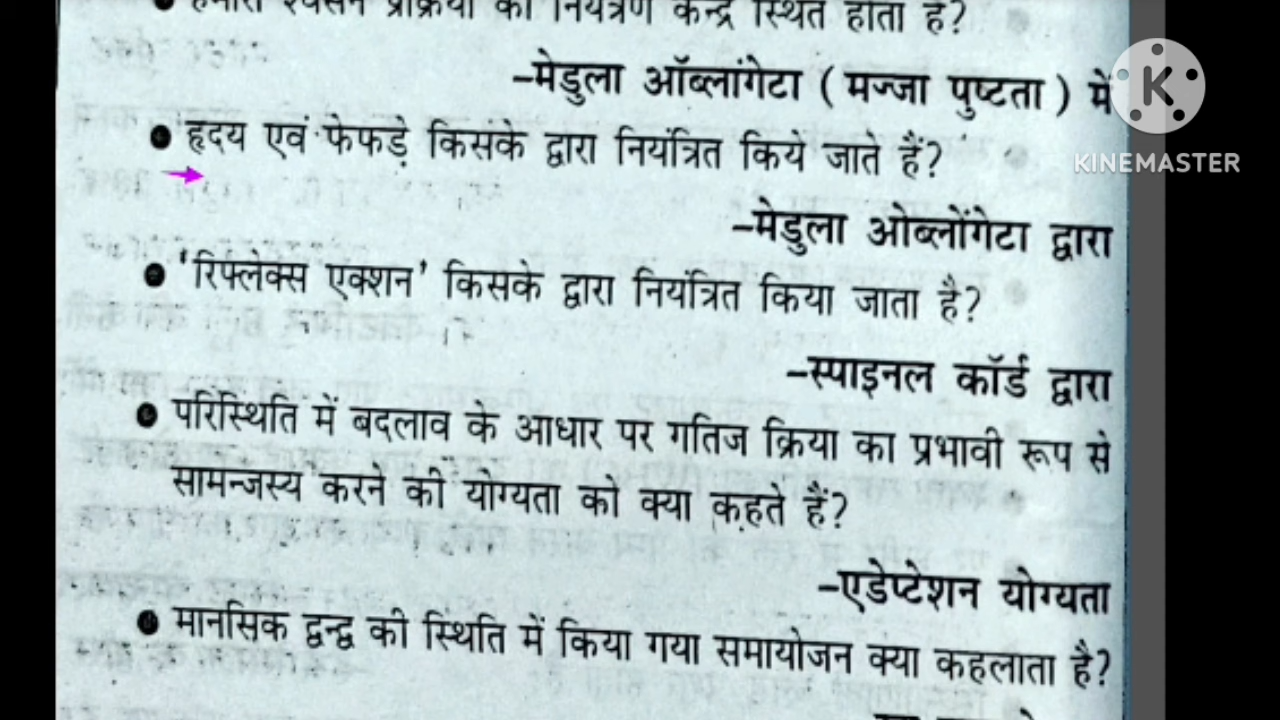 हमारी श्वसन प्रक्रिया का नियंत्रण केन्द्र स्थित होता है?
–मेडुला ऑब्लांगेटा ( मज्जा पुष्टता ) में
K
KINEMASTER
● हृदय एवं फेफड़े किसके द्वारा नियंत्रित किये जाते हैं?
–मेडुला ओब्लोंगेटा द्वारा
● 'रिफ्लेक्स एक्शन' किसके द्वारा नियंत्रित किया जाता है?
–स्पाइनल कॉर्ड द्वारा
● परिस्थिति में बदलाव के आधार पर गतिज क्रिया का प्रभावी रूप से
सामन्जस्य करने की योग्यता को क्या कहते हैं?
–एडेप्टेशन योग्यता
● मानसिक द्वन्द्व की स्थिति में किया गया समायोजन क्या कहलाता है?